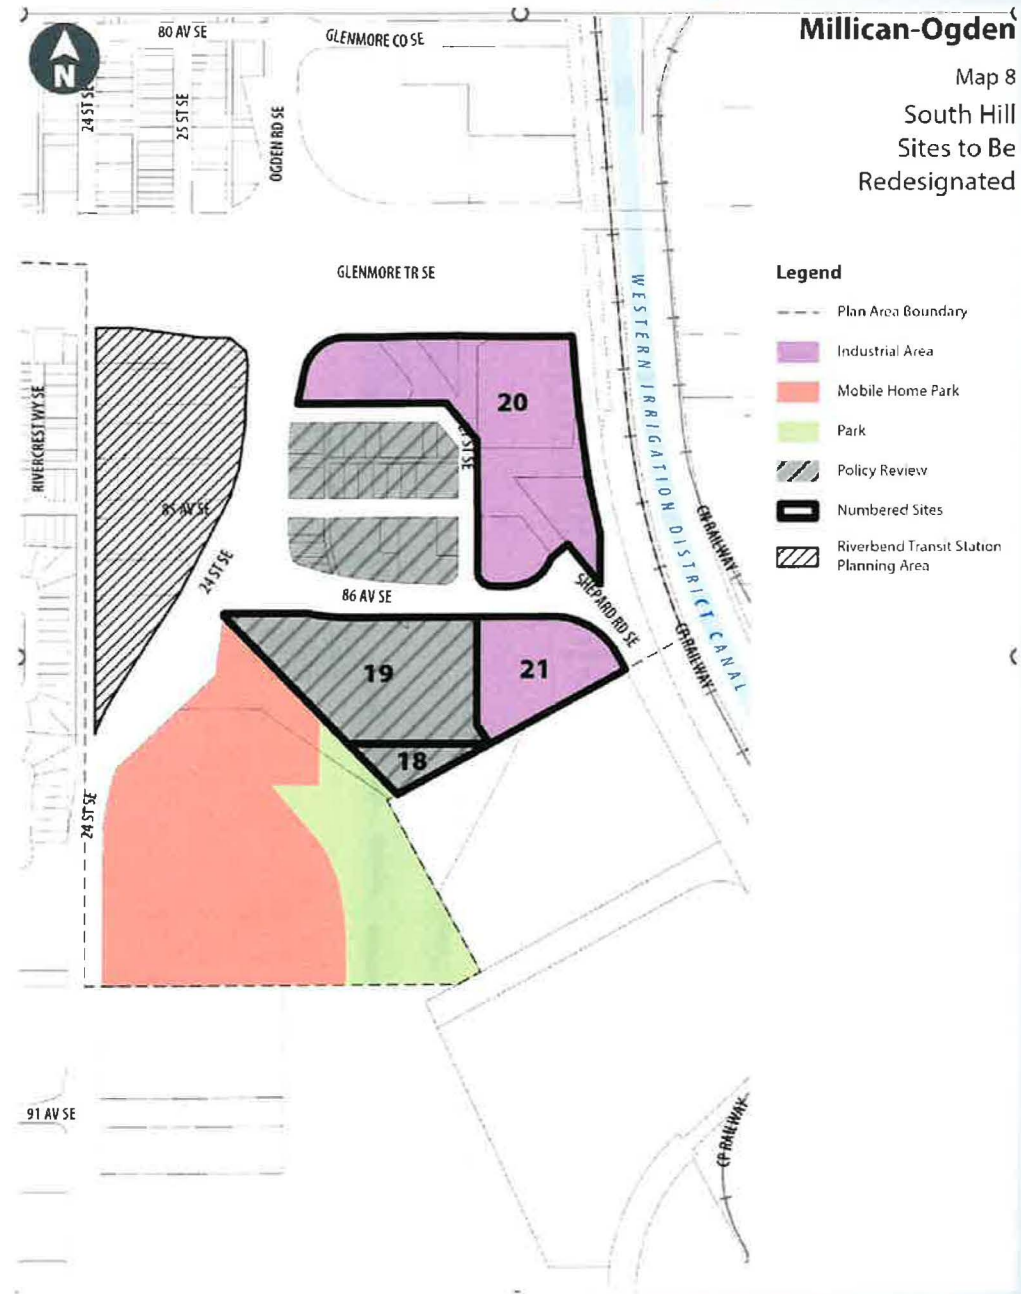 Millican-Ogden
Map 8
South Hill
Sites to Be
Redesignated
N
80 AV SE
GLENMORE CO SE
24 ST SE
25 ST SE
OGDEN RD SE
GLENMORE TR SE
Legend
Plan Area Boundary
Industrial Area
Mobile Home Park
Park
Policy Review
Numbered Sites
Riverbend Transit Station
Planning Area
WESTERN IRRIGATION DISTRICT CANAL
RIVERCREST WY SE
20
ST SE
85 AV SE
24 ST SE
CN RAILWAY
86 AV SE
SHEPARD RD SE
CP RAILWAY
19
21
18
24 ST SE
91 AV SE
CP RAILWAY